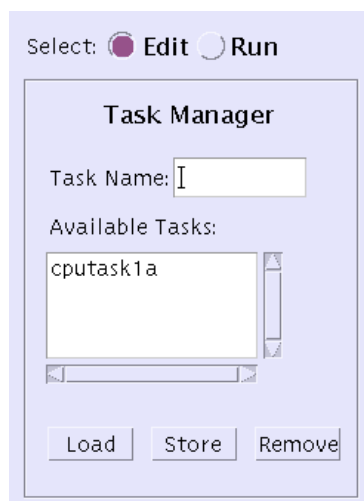 Select: Edit Run
Task Manager
Task Name:
Available Tasks:
cputask1a
Load Store Remove